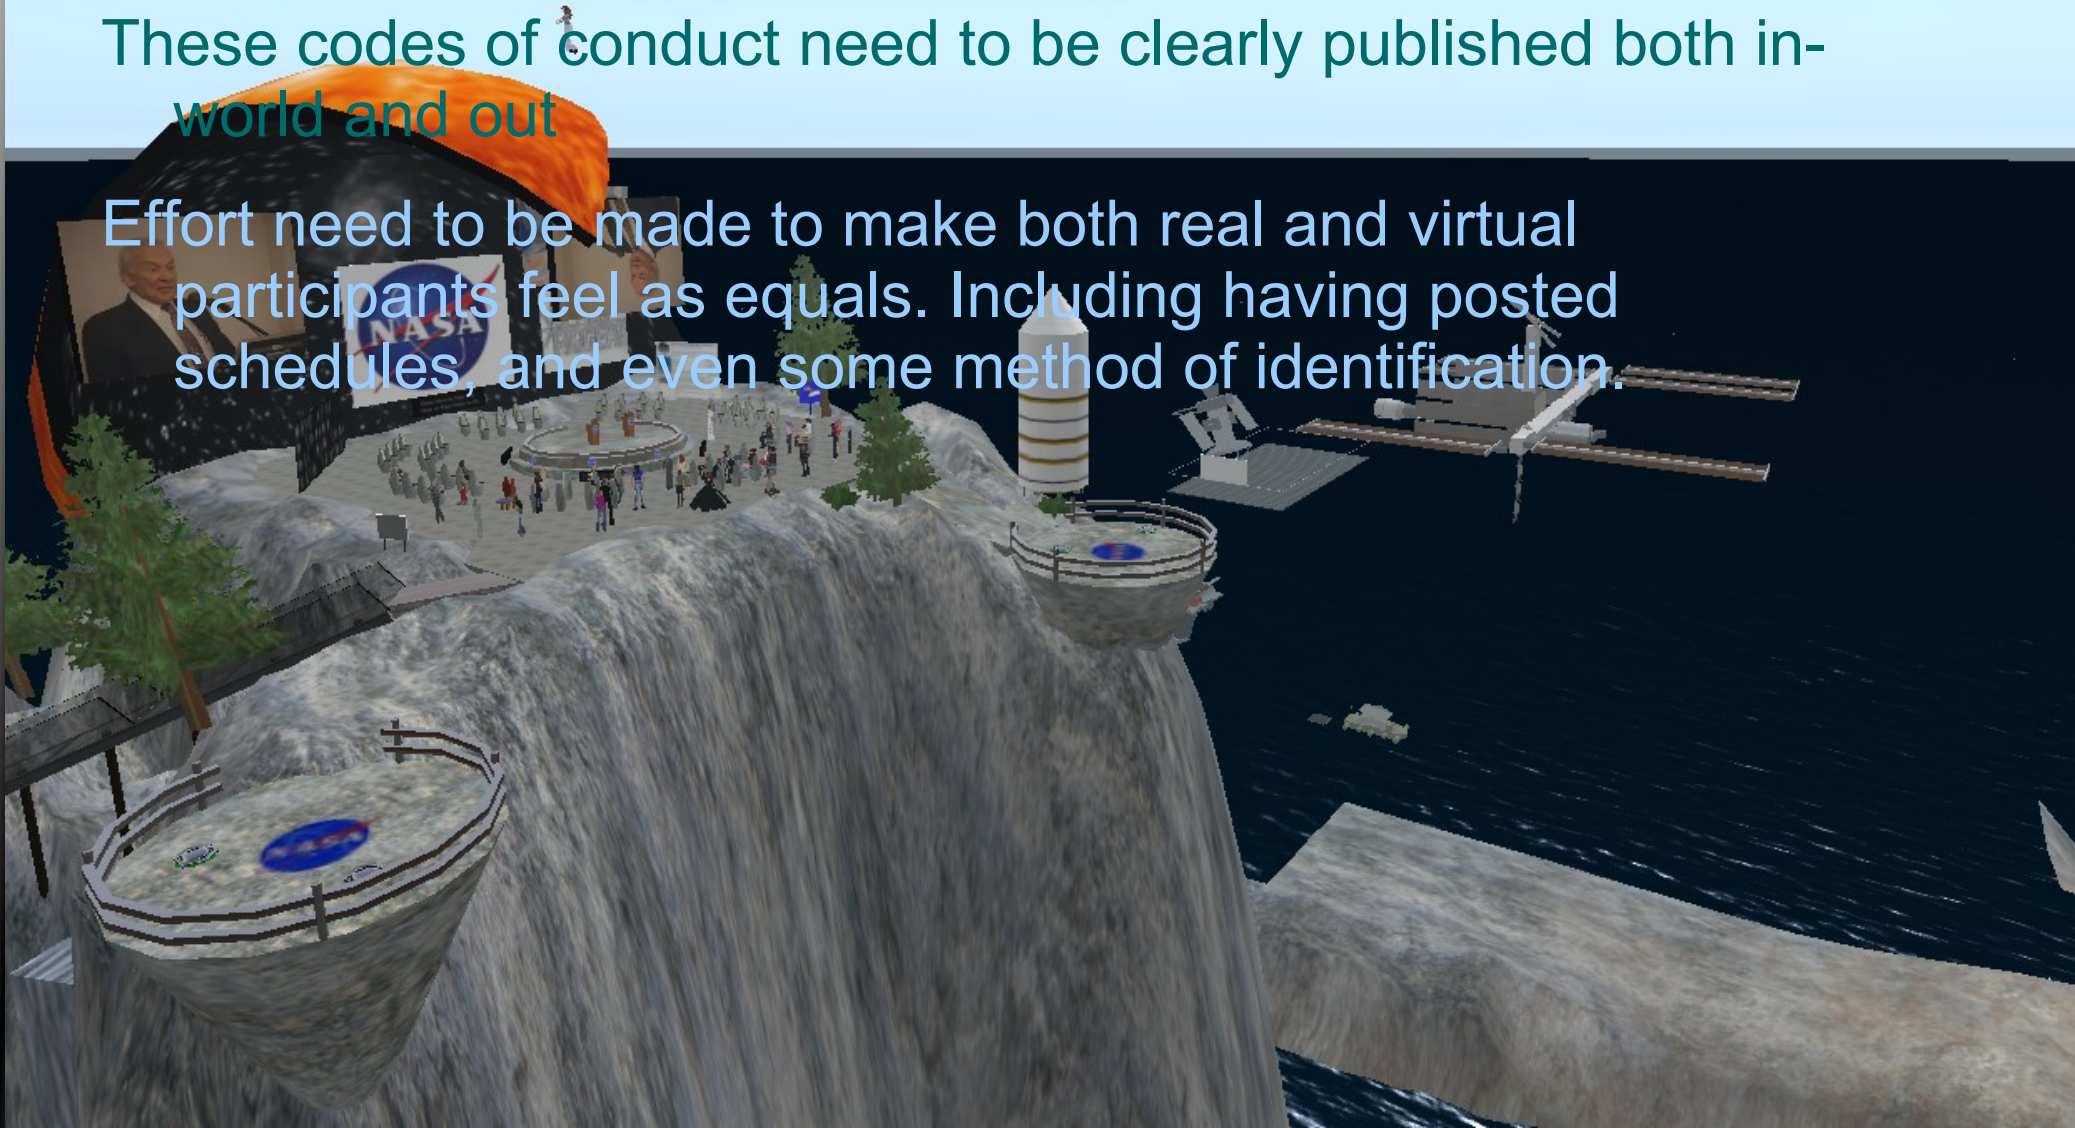 These codes of conduct need to be clearly published both in-
world and out
Effort need to be made to make both real and virtual
participants feel as equals. Including having posted
schedules, and even some method of identification.
NASA
NASA